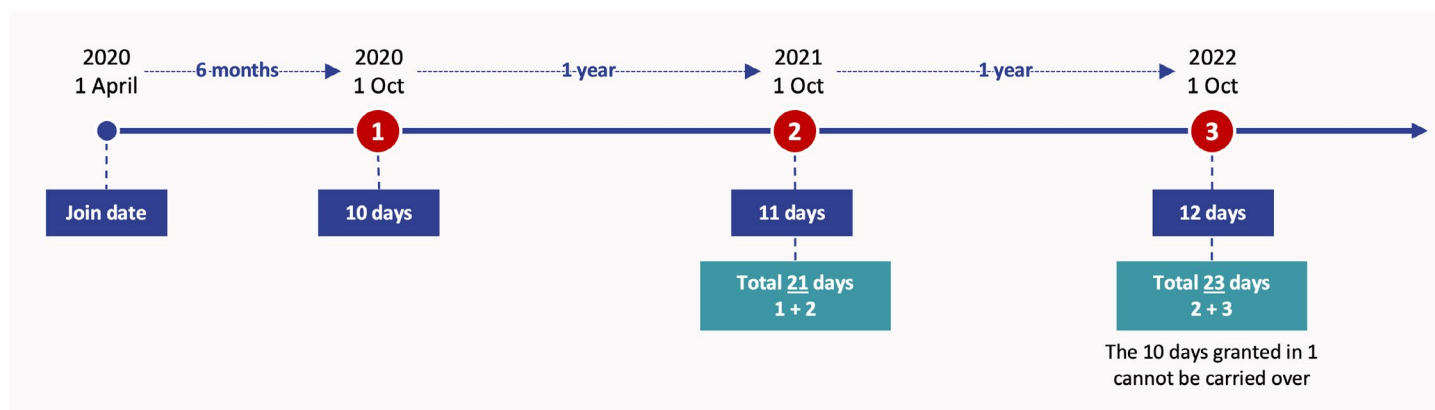 2020
1 April
6 months
2020
1 Oct
1 year
2021
1 Oct
1 year
2022
1 Oct
1
2
3
Join date
10 days
11 days
12 days
Total 21 days
1 + 2
Total 23 days
2 + 3
The 10 days granted in 1
cannot be carried over